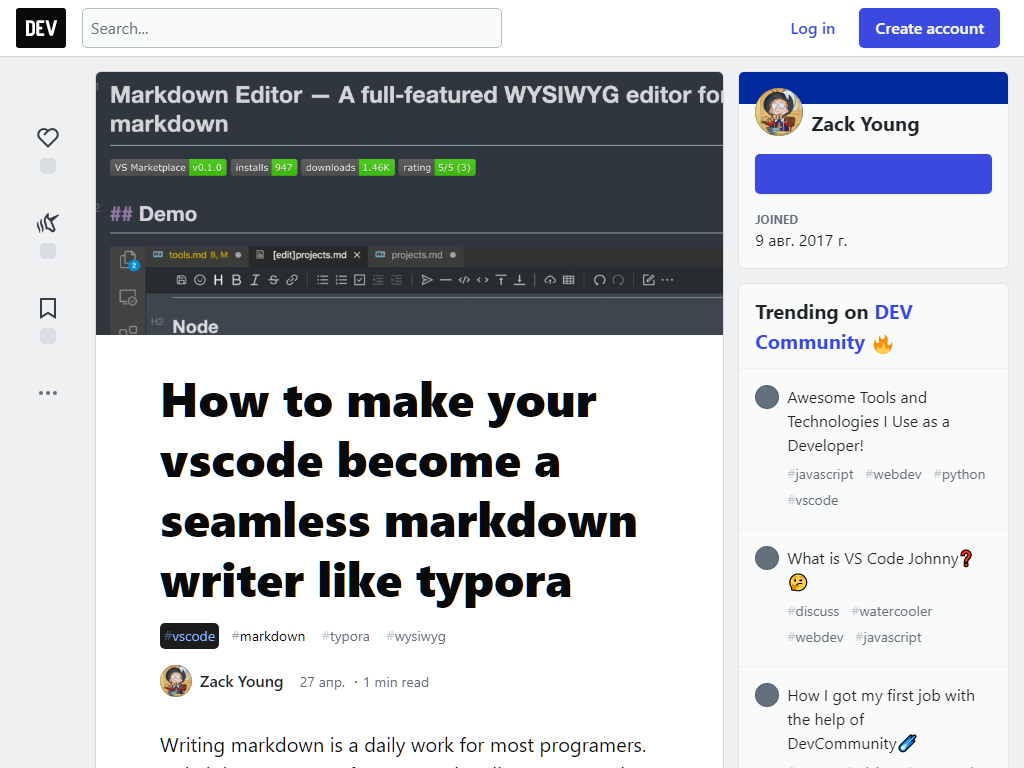 DEV
Search...
Log in
Create account
Markdown Editor — A full-featured WYSIWYG editor for
markdown
VS Marketplace v0.1.0 installs 947 downloads 1.46K rating 5/5 (3)
## Demo
tools.md 8, M
[edit]projects.md
projects.md
2
H2 Node
How to make your
vscode become a
seamless markdown
writer like typora
#vscode #markdown #typora #wysiwyg
Zack Young 27 апр. · 1 min read
Writing markdown is a daily work for most programers.
Zack Young
JOINED
9 авг. 2017 г.
Trending on DEV
Community 🔥
Awesome Tools and
Technologies I Use as a
Developer!
#javascript #webdev #python
#vscode
What is VS Code Johnny❓
🤔
#discuss #watercooler
#webdev #javascript
How I got my first job with
the help of
DevCommunity